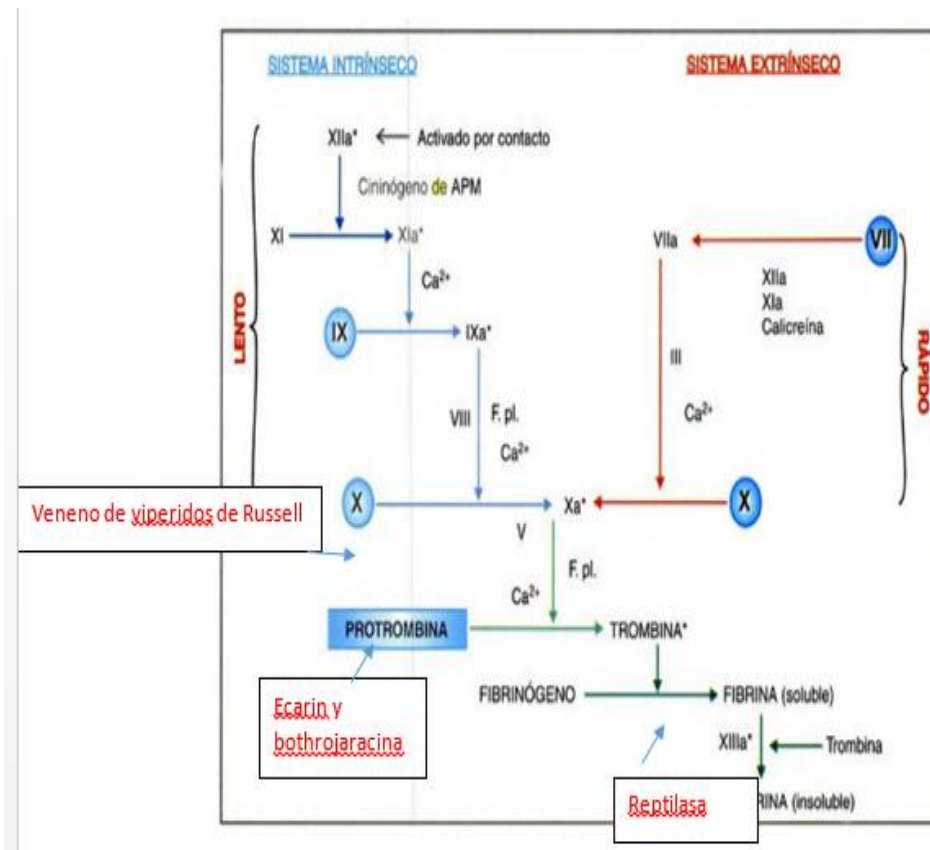 SISTEMA INTRÍNSECO
SISTEMA EXTRÍNSECO
XIIa*
Activado por contacto
Cininógeno de APM
XI
XIa*
Ca²⁺
VIIa
VII
XIIa
XIa
Calicreína
LENTO
RÁPIDO
IX
IXa*
III
Ca²⁺
VIII
F. pl.
Ca²⁺
Veneno de viperidos de Russell
X
Xa*
X
V
Ca²⁺
F. pl.
PROTROMBINA
TROMBINA*
Ecarin y
bothrojaracina
FIBRINÓGENO
FIBRINA (soluble)
XIIIa*
Trombina
Reptilasa
RINA (insoluble)